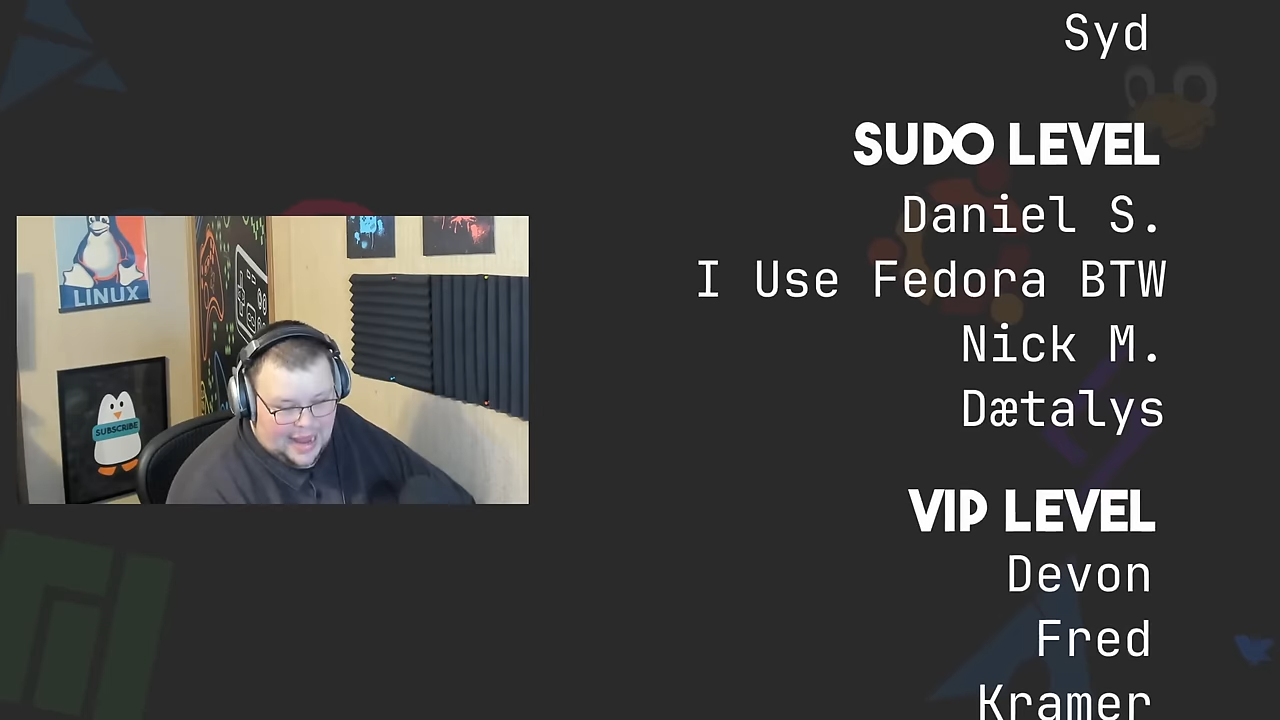 Syd
SUDO LEVEL
Daniel S.
I Use Fedora BTW
Nick M.
Dætalys
VIP LEVEL
Devon
Fred
Kramer
LINUX
SUBSCRIBE